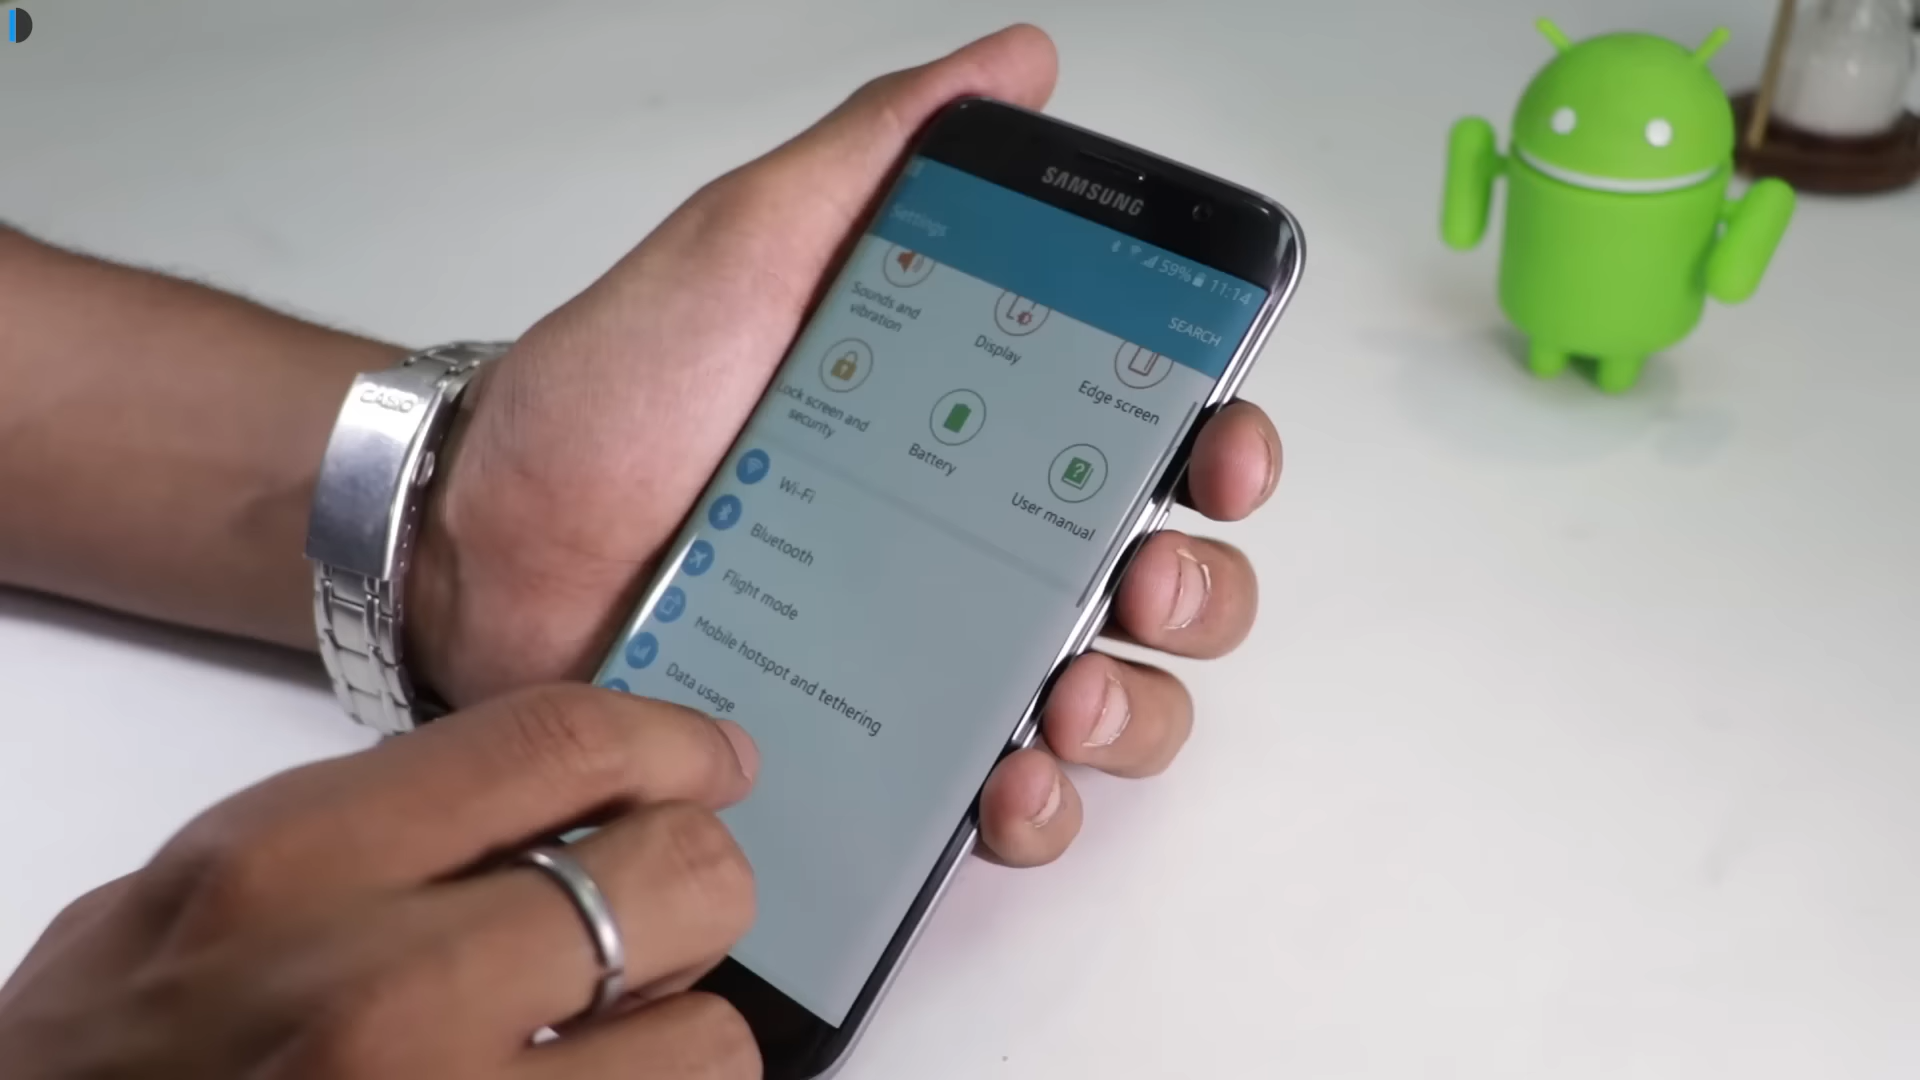 SAMSUNG
59% 11:14
Settings
SEARCH
Sounds and
vibration
Display
Edge screen
Lock screen and
security
Battery
User manual
Wi-Fi
Bluetooth
Flight mode
Mobile hotspot and tethering
Data usage
CASIO